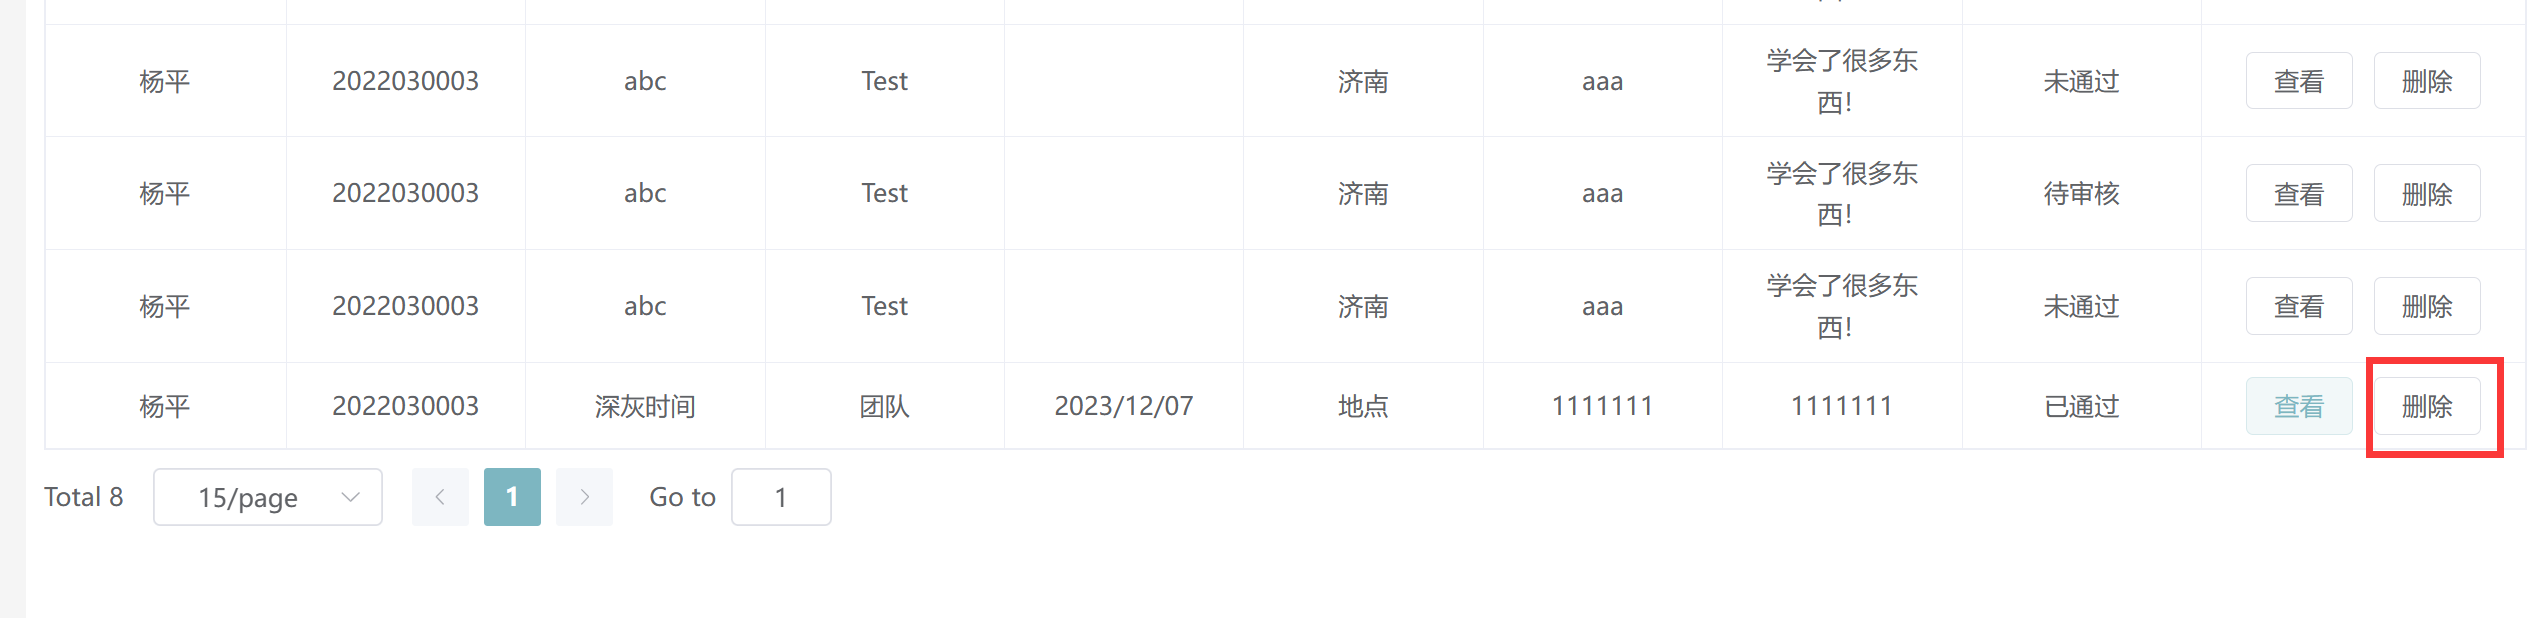 杨平 2022030003 abc Test 济南 aaa 学会了很多东
西! 未通过 查看 删除
杨平 2022030003 abc Test 济南 aaa 学会了很多东
西! 待审核 查看 删除
杨平 2022030003 abc Test 济南 aaa 学会了很多东
西! 未通过 查看 删除
杨平 2022030003 深灰时间 团队 2023/12/07 地点 1111111 1111111 已通过 查看 删除
Total 8 15/page 1 Go to 1